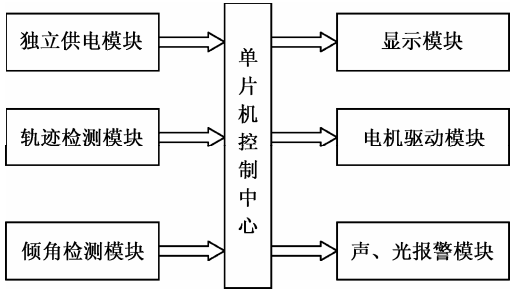 独立供电模块
轨迹检测模块
倾角检测模块
单片机控制中心
显示模块
电机驱动模块
声、光报警模块